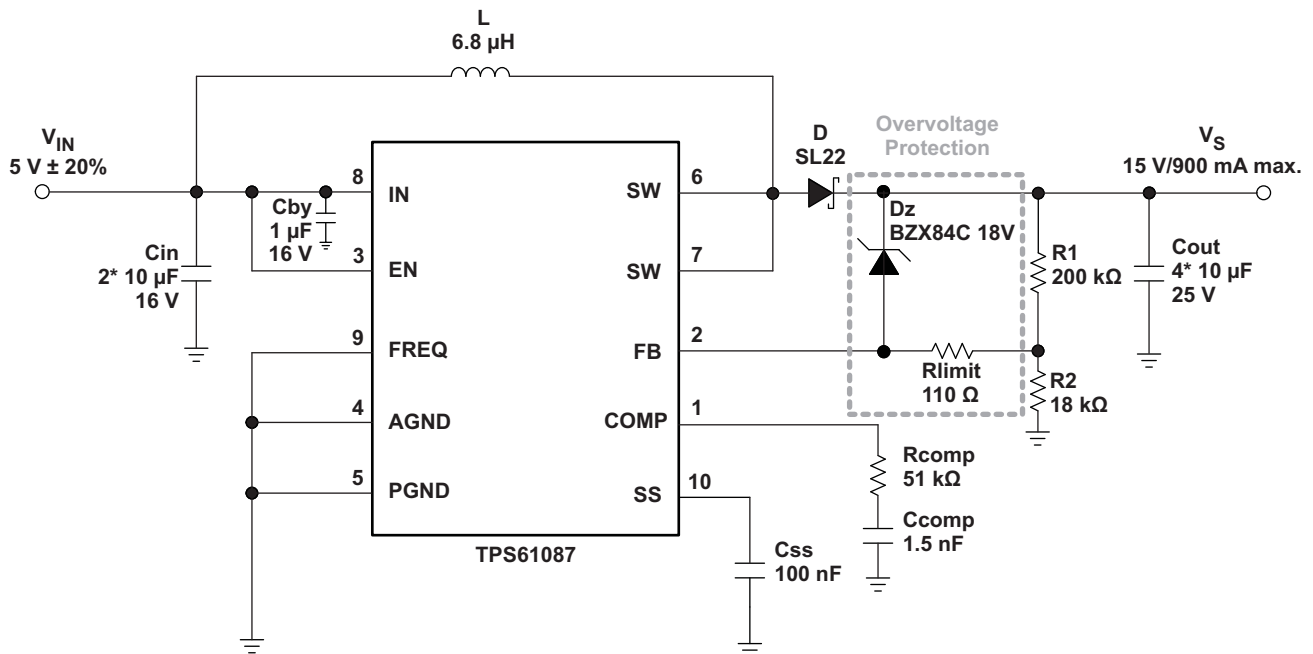 L
6.8 µH
VIN
5 V ± 20%
Cin
2* 10 µF
16 V
Cby
1 µF
16 V
8
IN
3
EN
9
FREQ
4
AGND
5
PGND
SW
6
SW
7
FB
2
COMP
1
SS
10
TPS61087
D
SL22
Overvoltage
Protection
Dz
BZX84C 18V
Rlimit
110 Ω
R1
200 kΩ
R2
18 kΩ
VS
15 V/900 mA max.
Cout
4* 10 µF
25 V
Rcomp
51 kΩ
Ccomp
1.5 nF
Css
100 nF